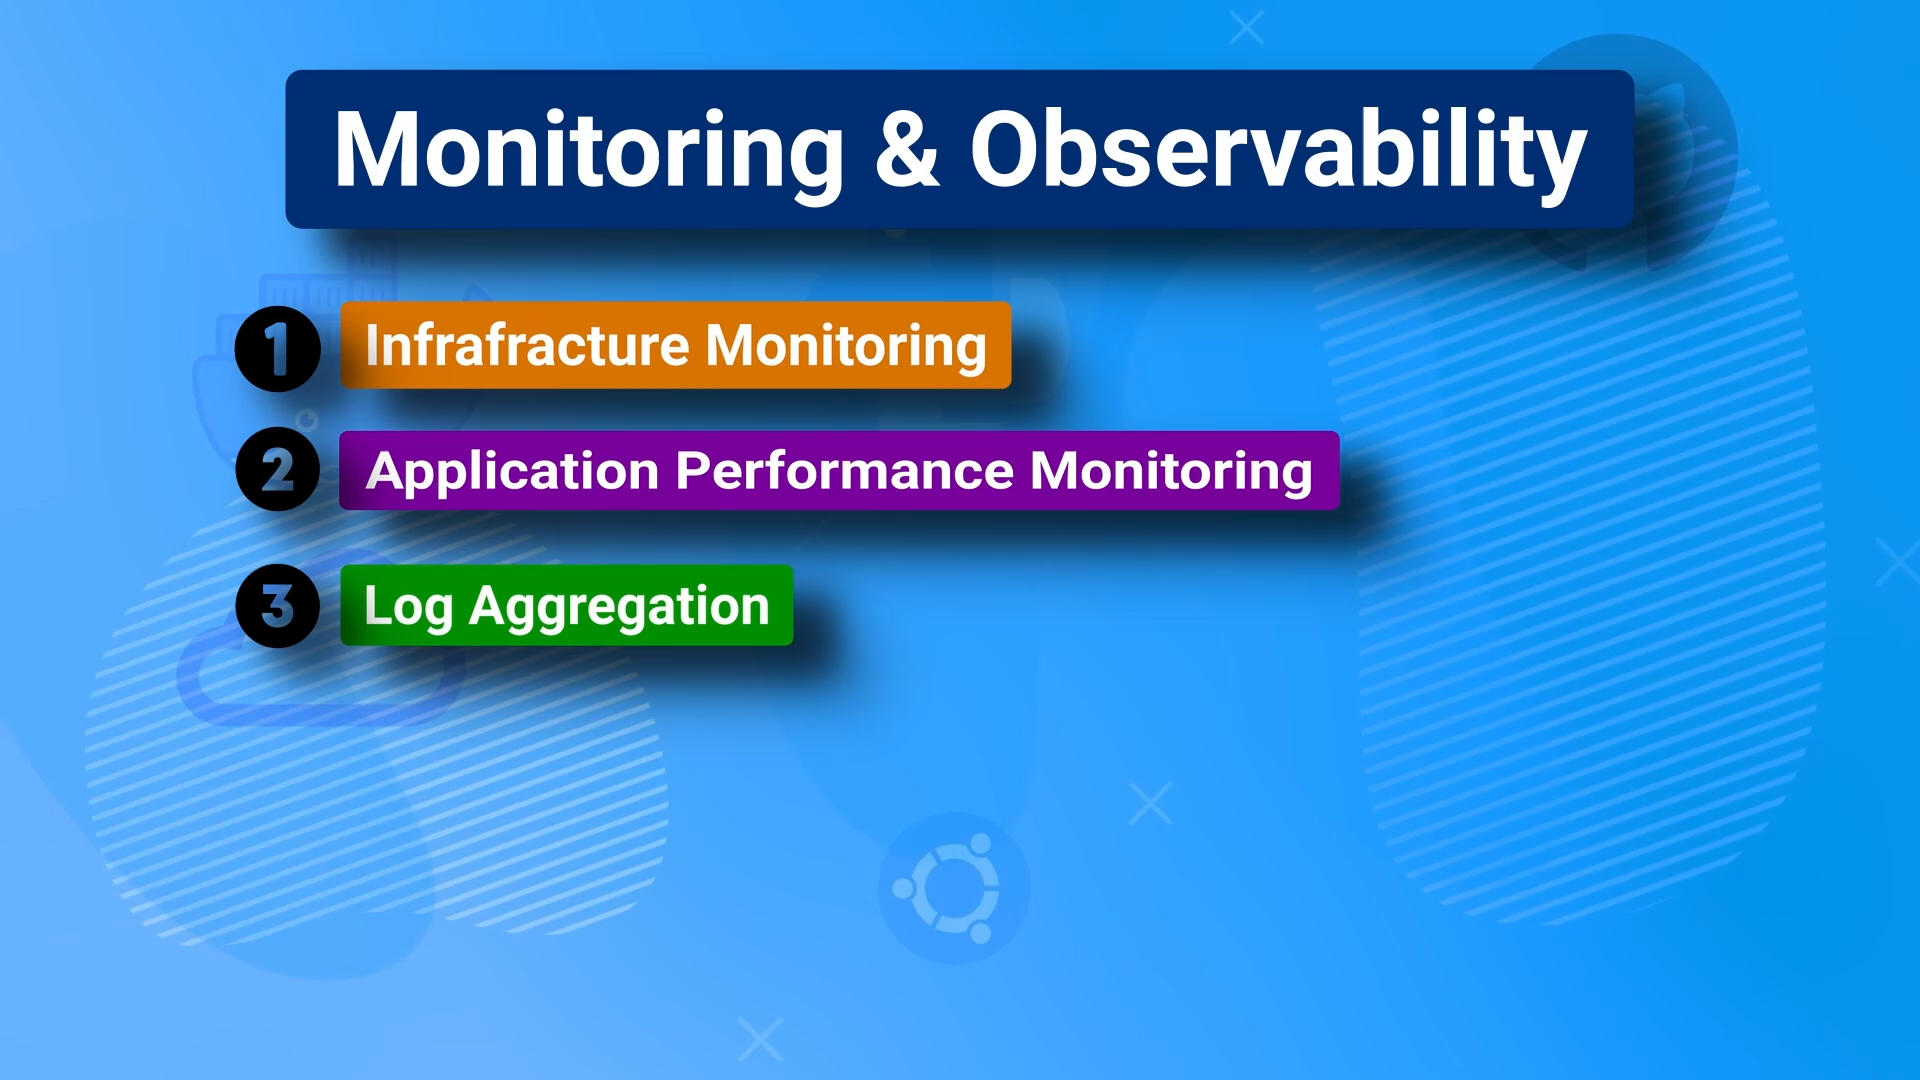 Monitoring & Observability
1 Infrafracture Monitoring
2 Application Performance Monitoring
3 Log Aggregation